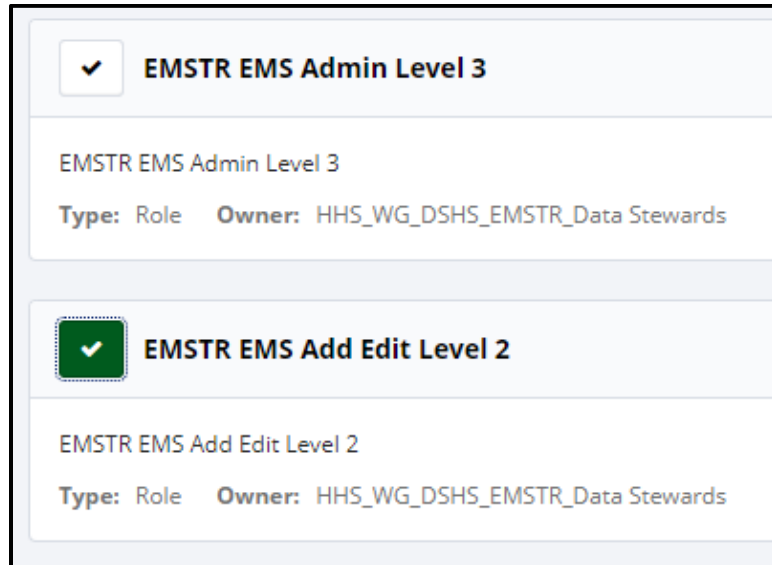 EMSTR EMS Admin Level 3
EMSTR EMS Admin Level 3
Type: Role Owner: HHS_WG_DSHS_EMSTR_Data Stewards
EMSTR EMS Add Edit Level 2
EMSTR EMS Add Edit Level 2
Type: Role Owner: HHS_WG_DSHS_EMSTR_Data Stewards